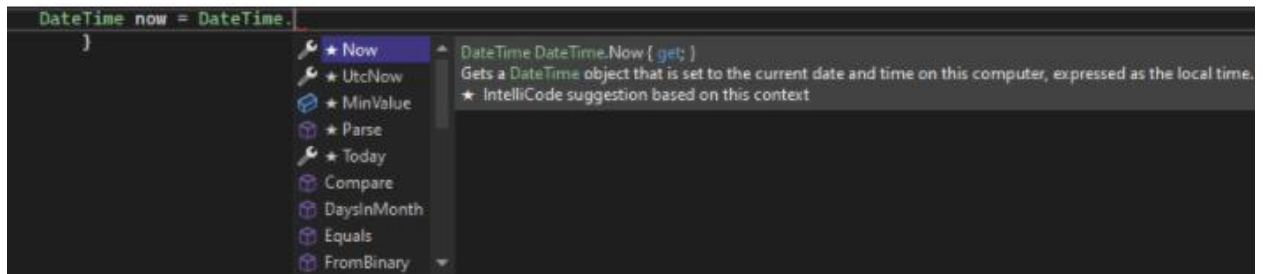 DateTime now = DateTime.
}
★ Now
★ UtcNow
★ MinValue
★ Parse
★ Today
Compare
DaysInMonth
Equals
FromBinary
DateTime DateTime.Now { get; }
Gets a DateTime object that is set to the current date and time on this computer, expressed as the local time.
★ IntelliCode suggestion based on this context